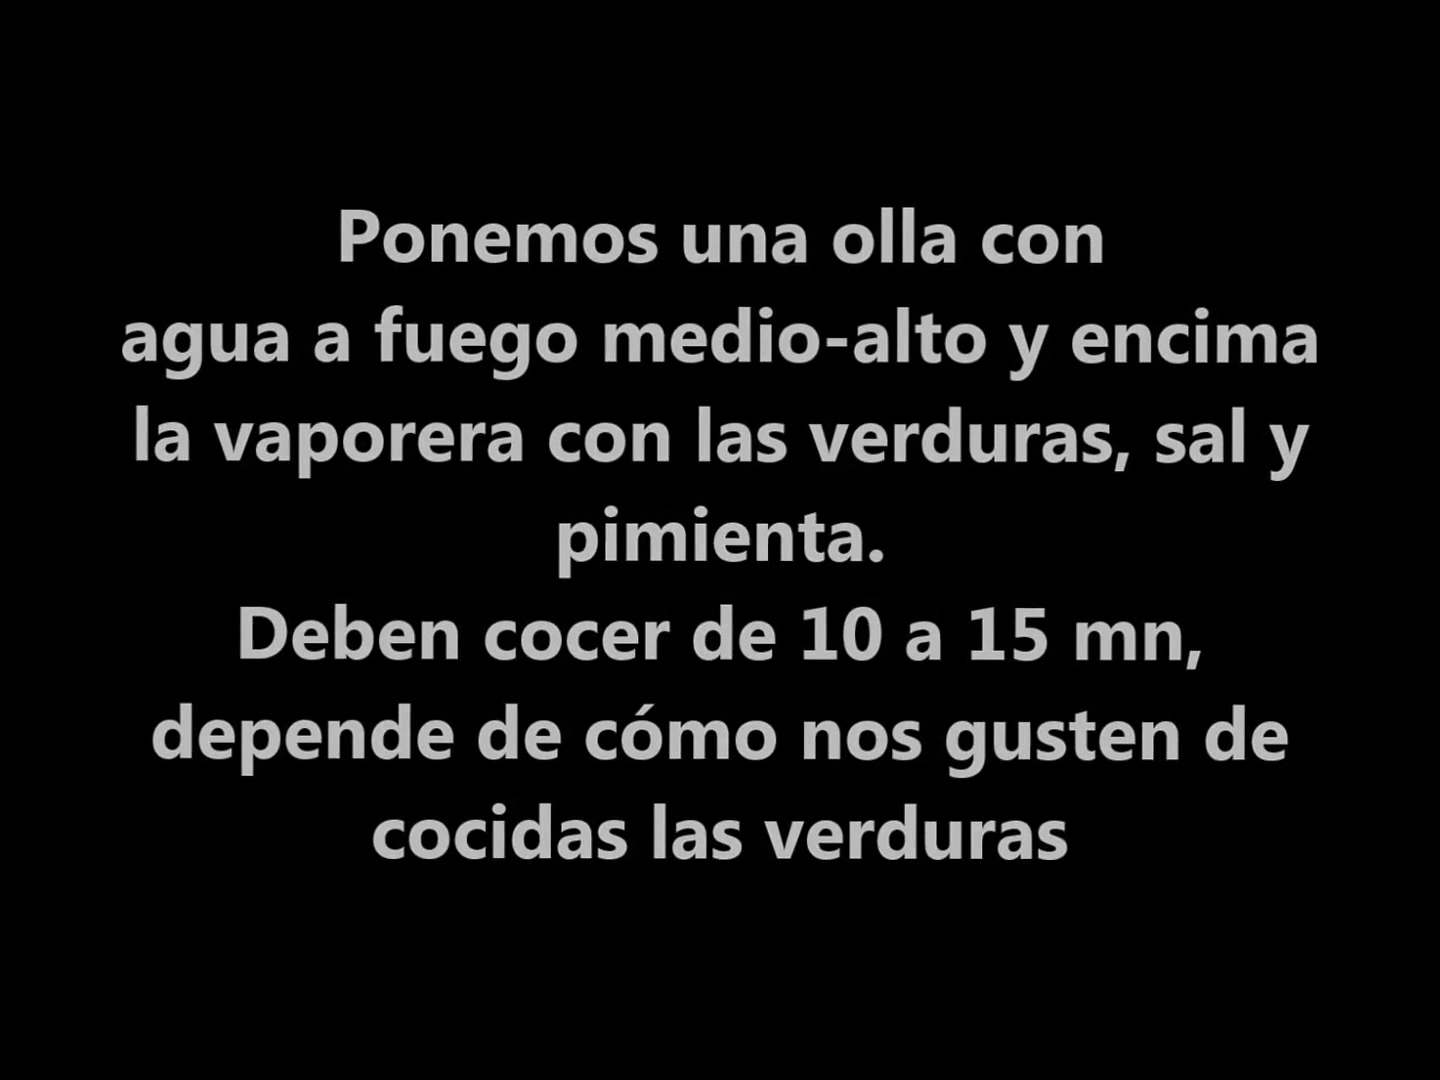 Ponemos una olla con
agua a fuego medio-alto y encima
la vaporera con las verduras, sal y
pimienta.
Deben cocer de 10 a 15 mn,
depende de cómo nos gusten de
cocidas las verduras